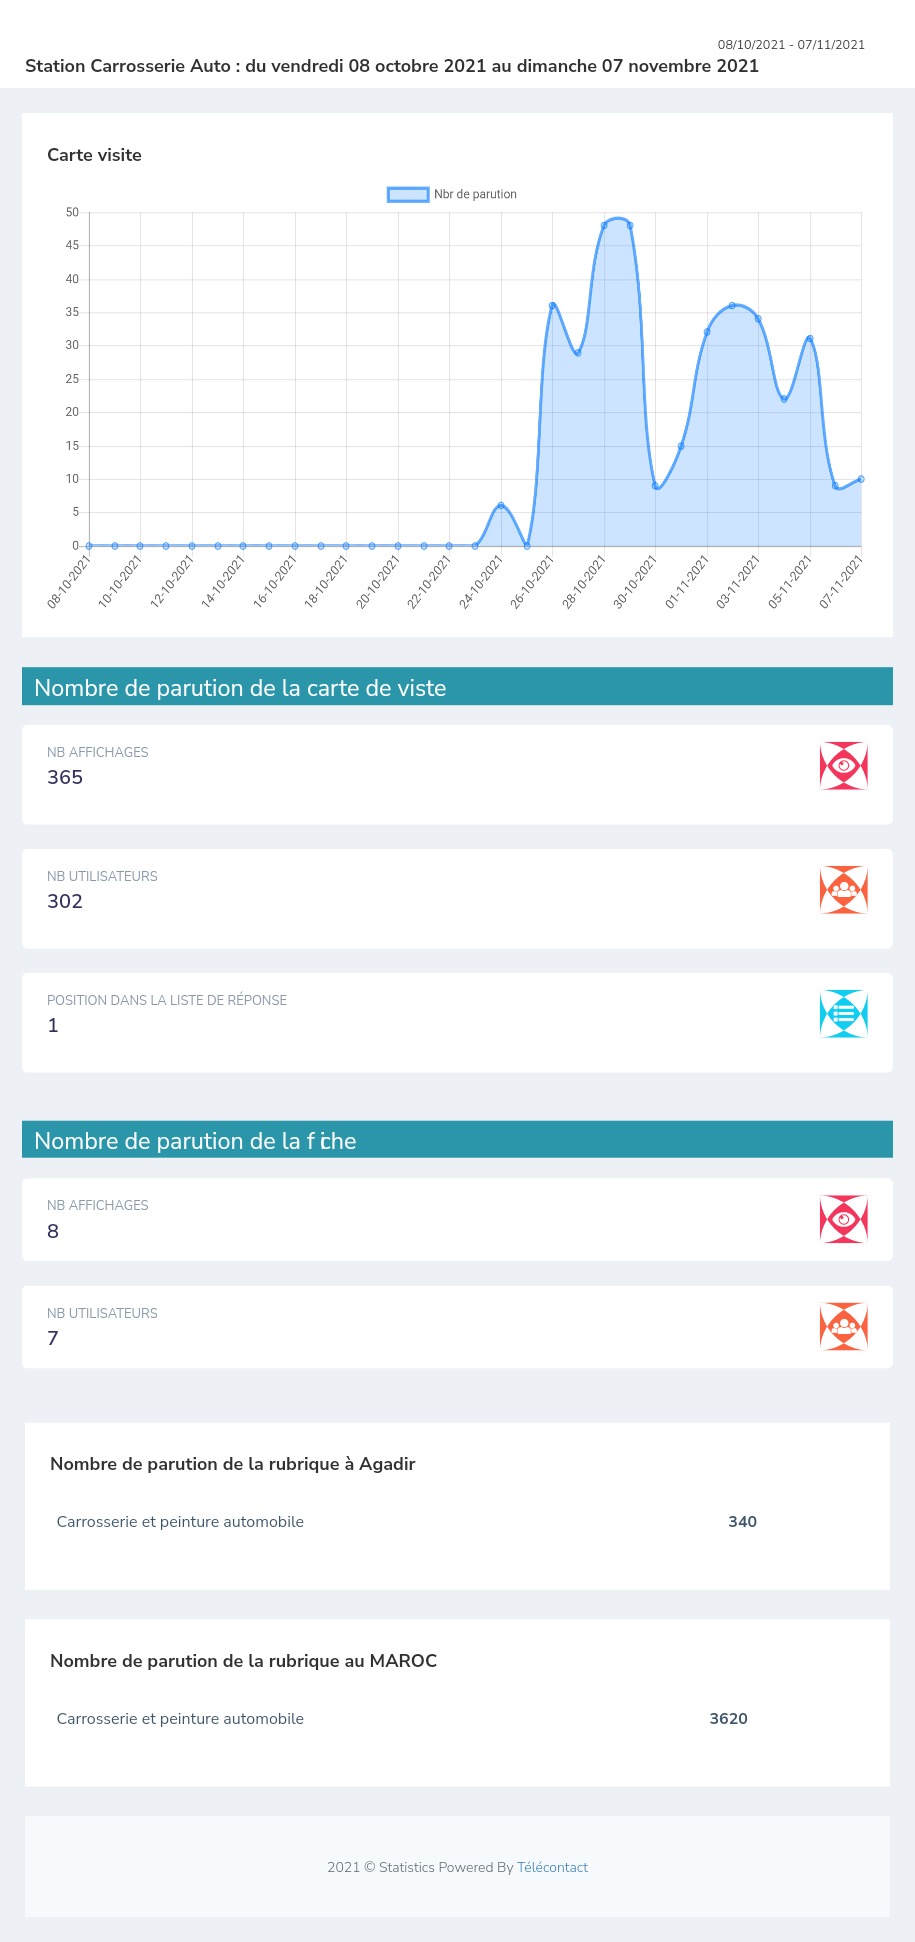 08/10/2021 - 07/11/2021
Station Carrosserie Auto : du vendredi 08 octobre 2021 au dimanche 07 novembre 2021
Carte visite
Nbr de parution
50
45
40
35
30
25
20
15
10
5
0
08-10-2021
10-10-2021
12-10-2021
14-10-2021
16-10-2021
18-10-2021
20-10-2021
22-10-2021
24-10-2021
26-10-2021
28-10-2021
30-10-2021
01-11-2021
03-11-2021
05-11-2021
07-11-2021
Nombre de parution de la carte de viste
NB AFFICHAGES
365
NB UTILISATEURS
302
POSITION DANS LA LISTE DE RÉPONSE
1
Nombre de parution de la fiche
NB AFFICHAGES
8
NB UTILISATEURS
7
Nombre de parution de la rubrique à Agadir
Carrosserie et peinture automobile 340
Nombre de parution de la rubrique au MAROC
Carrosserie et peinture automobile 3620
2021 © Statistics Powered By Télécontact